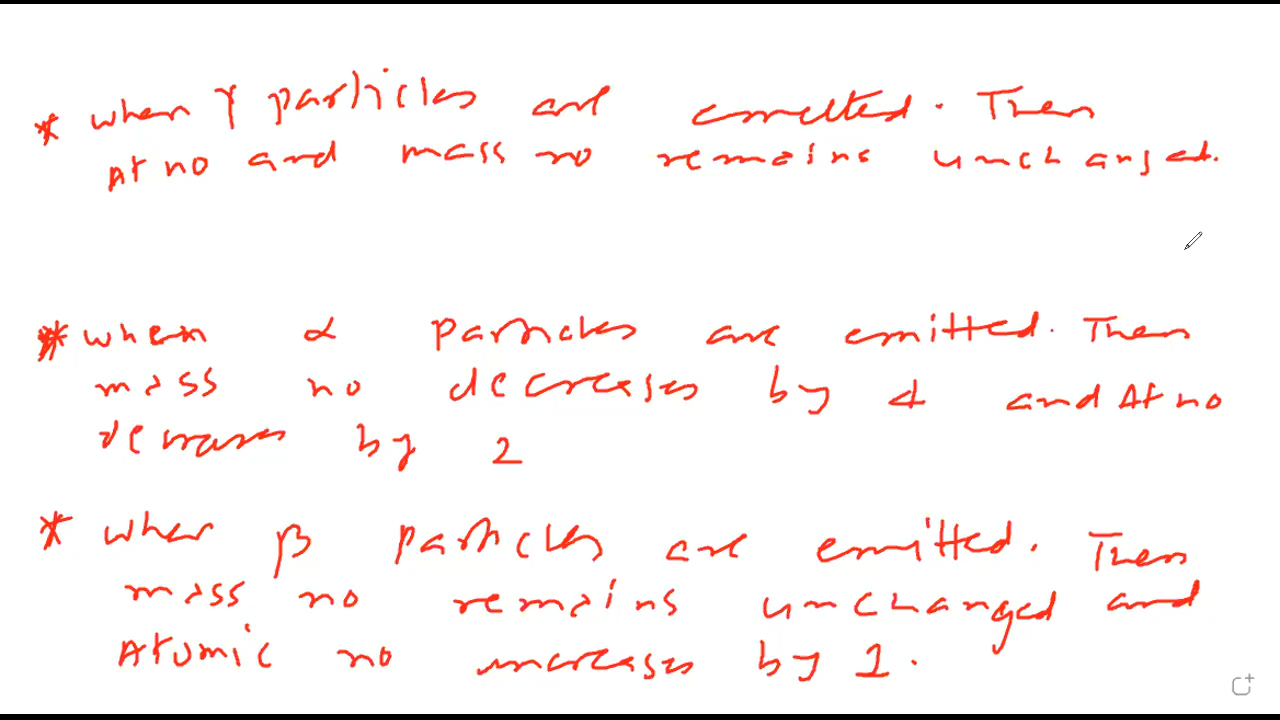 * when γ particles are emitted. Then
At no and mass no remains unchanged.
* when α particles are emitted. Then
mass no decreases by 4 and At no
decreases by 2
* when β particles are emitted. Then
mass no remains unchanged and
Atomic no increases by 1.